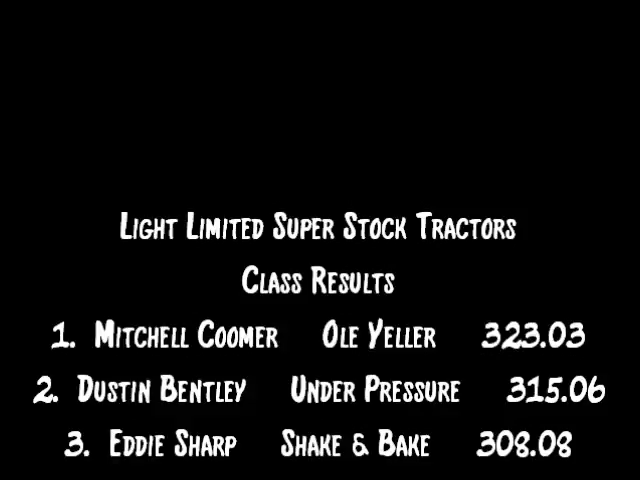 Light Limited Super Stock Tractors
Class Results
1. Mitchell Coomer Ole Yeller 323.03
2. Dustin Bentley Under Pressure 315.06
3. Eddie Sharp Shake & Bake 308.08